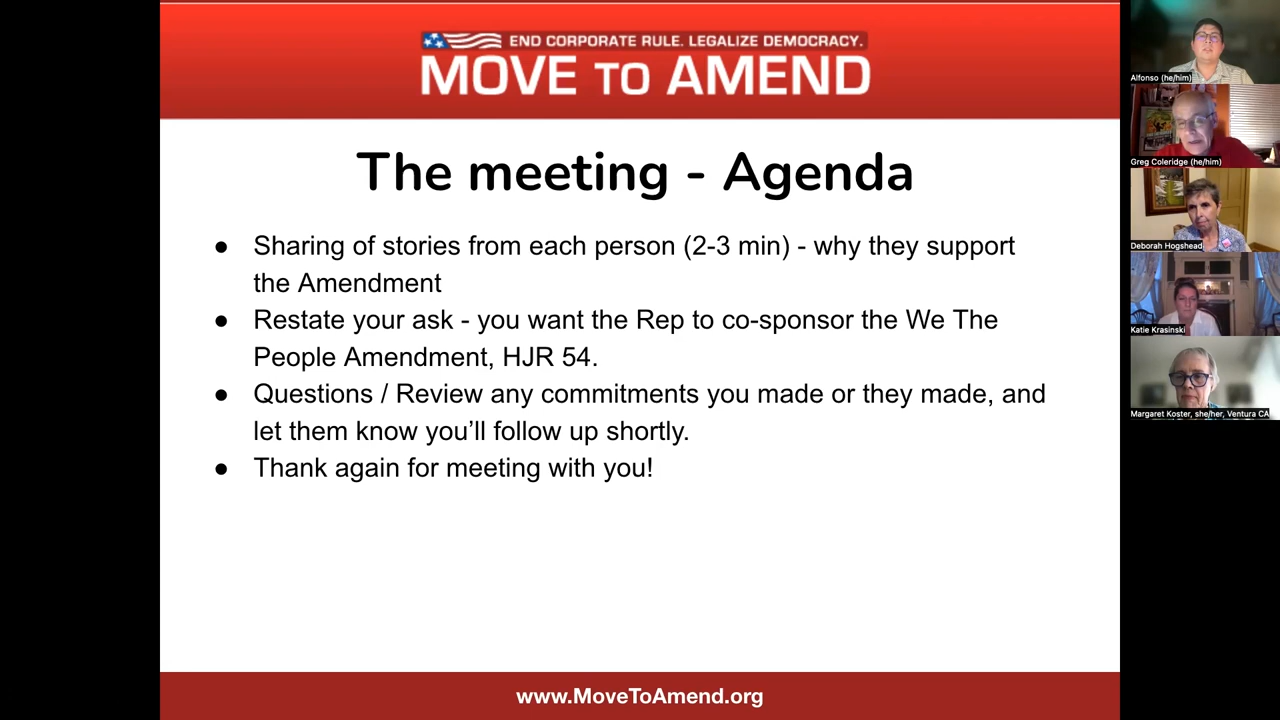 END CORPORATE RULE. LEGALIZE DEMOCRACY.
MOVE TO AMEND
The meeting - Agenda
● Sharing of stories from each person (2-3 min) - why they support
the Amendment
● Restate your ask - you want the Rep to co-sponsor the We The
People Amendment, HJR 54.
● Questions / Review any commitments you made or they made, and
let them know you’ll follow up shortly.
● Thank again for meeting with you!
www.MoveToAmend.org
Alfonso (he/him)
Greg Coleridge (he/him)
Deborah Hogshead
Katie Krasinski
Margaret Koster, she/her, Ventura CA